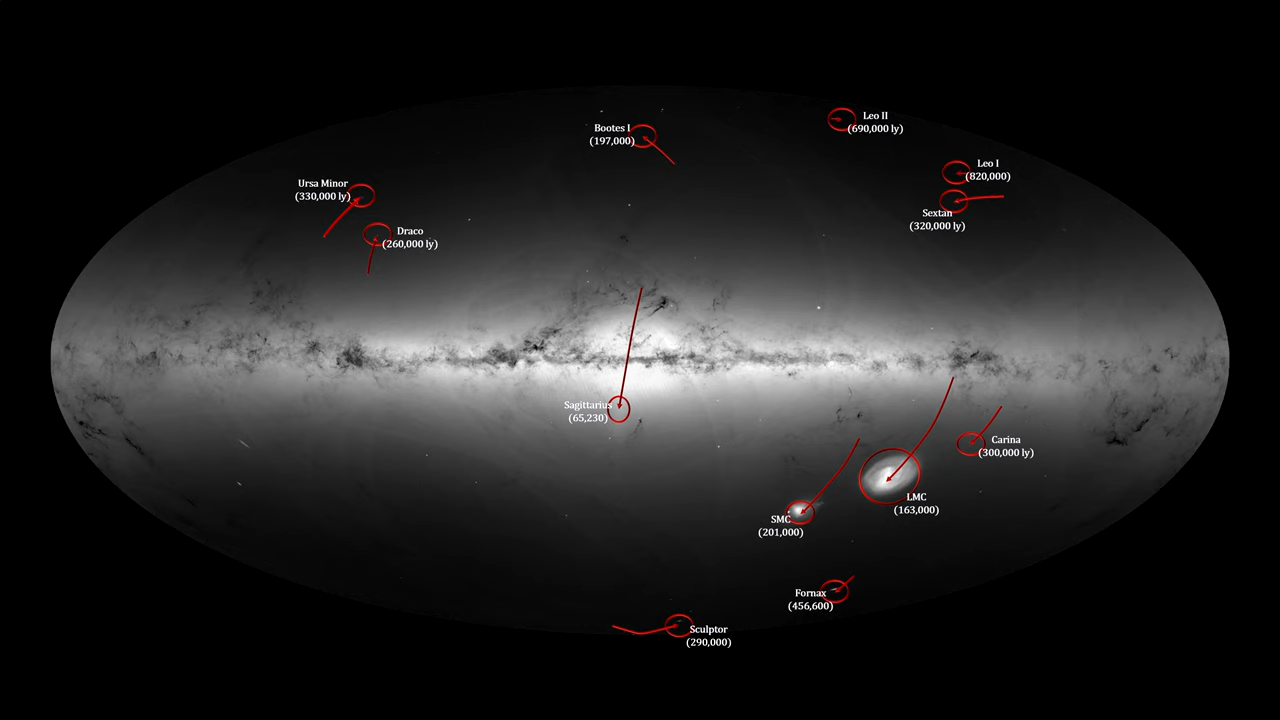 Leo II
(690,000 ly)
Bootes I
(197,000)
Leo I
(820,000)
Ursa Minor
(330,000 ly)
Sextan
(320,000 ly)
Draco
(260,000 ly)
Sagittarius
(65,230)
Carina
(300,000 ly)
LMC
(163,000)
SMC
(201,000)
Fornax
(456,600)
Sculptor
(290,000)